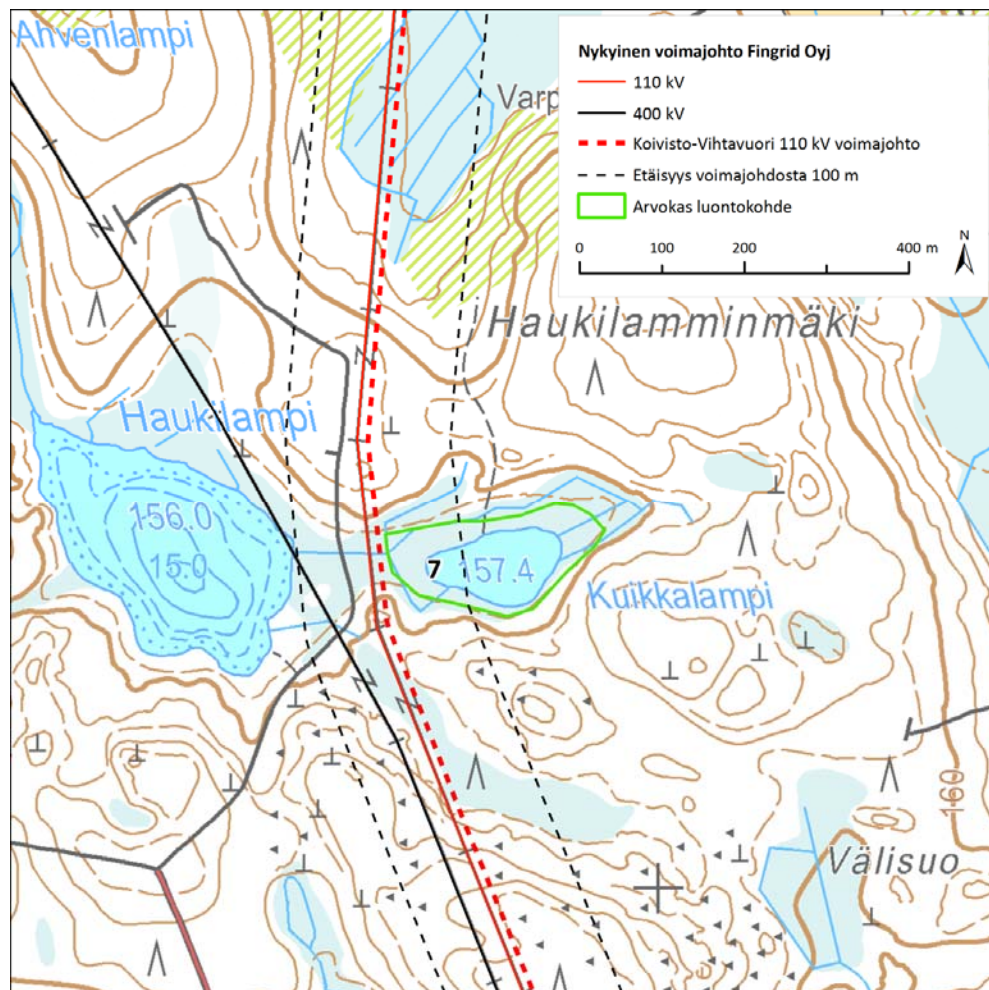 Ahvenlampi
Nykyinen voimajohto Fingrid Oyj
110 kV
400 kV
Koivisto-Vihtavuori 110 kV voimajohto
Etäisyys voimajohdosta 100 m
Arvokas luontokohde
N
0 100 200 400 m
Varp
Haukilamminmäki
Haukilampi
156.0
15.0
7 157.4
Kuikkalampi
160
Välisuo